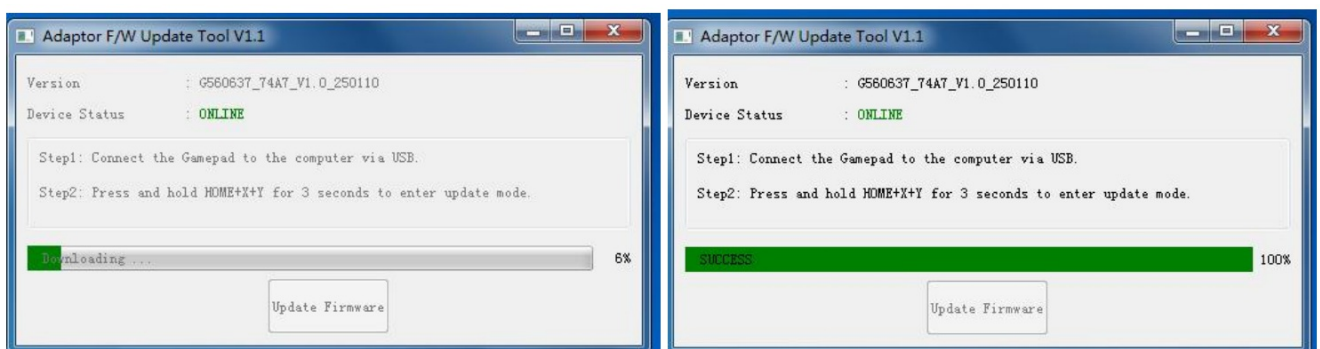 Adaptor F/W Update Tool V1.1
Version : G560637_74A7_V1.0_250110
Device Status : ONLINE
Step1: Connect the Gamepad to the computer via USB.
Step2: Press and hold HOME+X+Y for 3 seconds to enter update mode.
Downloading ... 6%
Update Firmware
Adaptor F/W Update Tool V1.1
Version : G560637_74A7_V1.0_250110
Device Status : ONLINE
Step1: Connect the Gamepad to the computer via USB.
Step2: Press and hold HOME+X+Y for 3 seconds to enter update mode.
SUCCESS 100%
Update Firmware